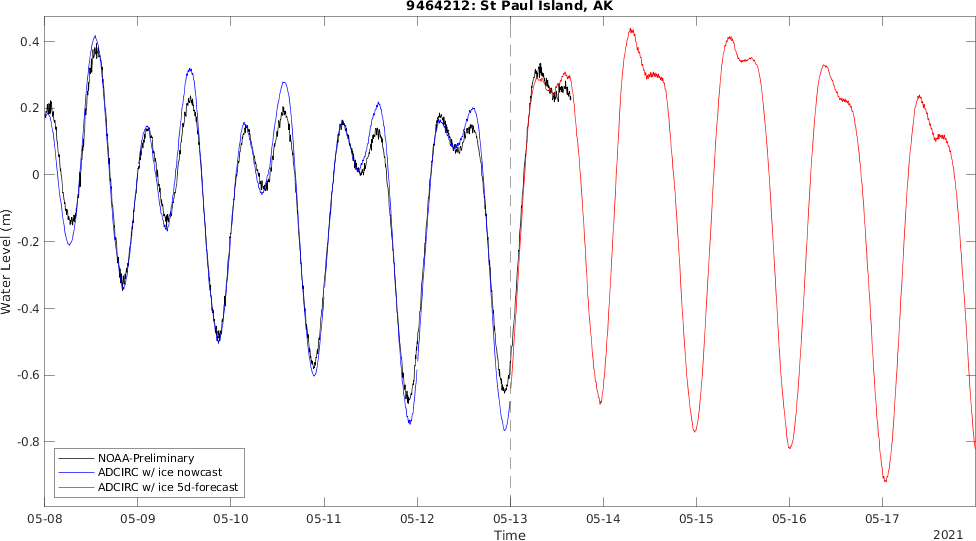 9464212: St Paul Island, AK
Water Level (m)
0.4
0.2
0
-0.2
-0.4
-0.6
-0.8
NOAA-Preliminary
ADCIRC w/ ice nowcast
ADCIRC w/ ice 5d-forecast
05-08 05-09 05-10 05-11 05-12 05-13 05-14 05-15 05-16 05-17
Time
2021